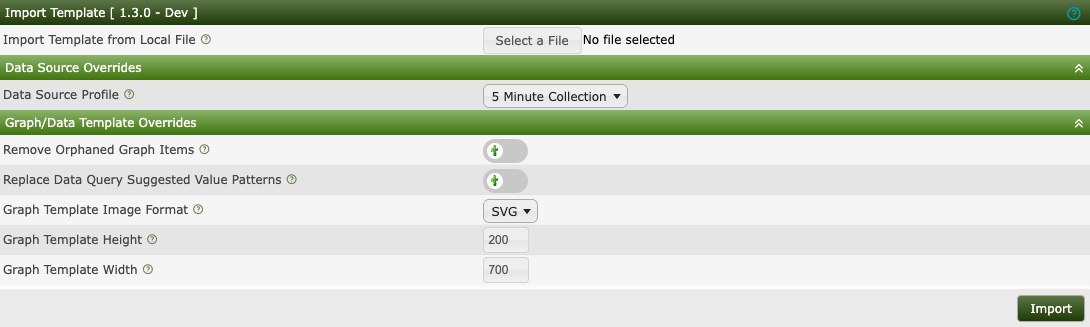 Import Template [ 1.3.0 - Dev ]
Import Template from Local File Select a File No file selected
Data Source Overrides
Data Source Profile 5 Minute Collection
Graph/Data Template Overrides
Remove Orphaned Graph Items
Replace Data Query Suggested Value Patterns
Graph Template Image Format SVG
Graph Template Height 200
Graph Template Width 700
Import